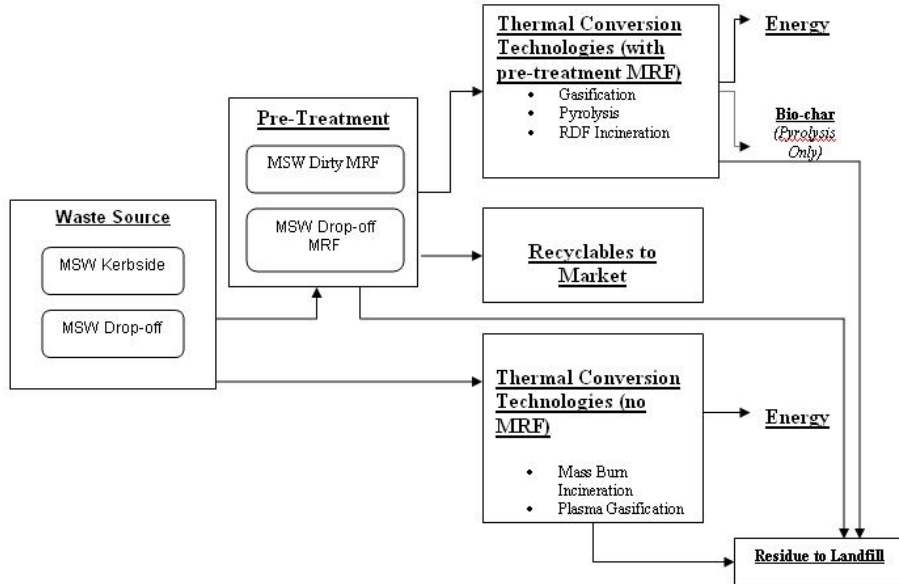 Waste Source
MSW Kerbside
MSW Drop-off
Pre-Treatment
MSW Dirty MRF
MSW Drop-off
MRF
Thermal Conversion
Technologies (with
pre-treatment MRF)
• Gasification
• Pyrolysis
• RDF Incineration
Energy
Bio-char
(Pyrolysis
Only)
Recyclables to
Market
Thermal Conversion
Technologies (no
MRF)
• Mass Burn
Incineration
• Plasma Gasification
Energy
Residue to Landfill